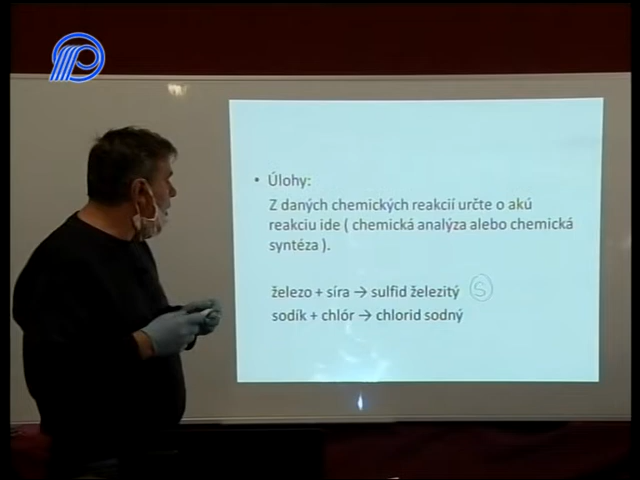 • Úlohy:
Z daných chemických reakcií určte o akú
reakciu ide ( chemická analýza alebo chemická
syntéza ).
železo + síra → sulfid železitý S
sodík + chlór → chlorid sodný